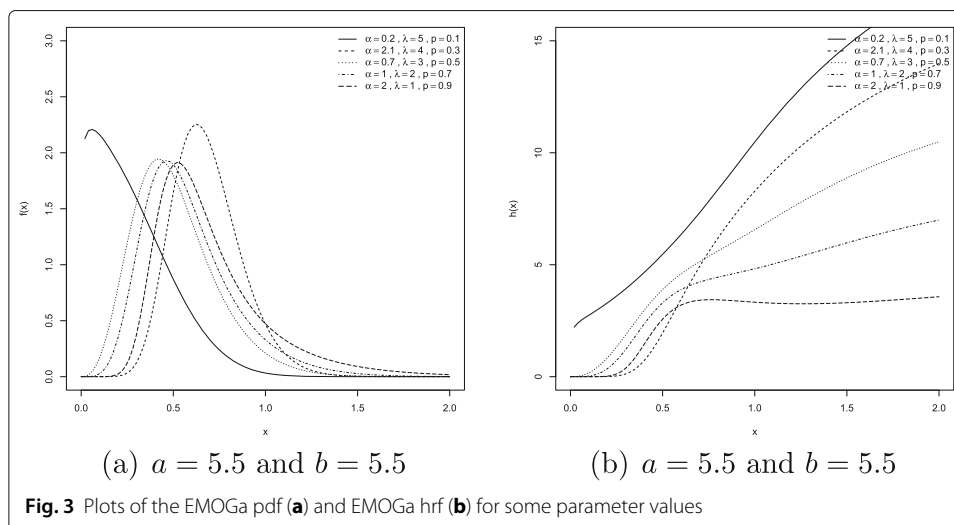 α = 0.2 , λ = 5 , p = 0.1
α = 2.1 , λ = 4 , p = 0.3
α = 0.7 , λ = 3 , p = 0.5
α = 1 , λ = 2 , p = 0.7
α = 2 , λ = 1 , p = 0.9
3.0
2.5
2.0
1.5
1.0
0.5
0.0
f(x)
0.0 0.5 1.0 1.5 2.0
x
(a) a = 5.5 and b = 5.5
α = 0.2 , λ = 5 , p = 0.1
α = 2.1 , λ = 4 , p = 0.3
α = 0.7 , λ = 3 , p = 0.5
α = 1 , λ = 2 , p = 0.7
α = 2 , λ = 1 , p = 0.9
15
10
5
0
h(x)
0.0 0.5 1.0 1.5 2.0
x
(b) a = 5.5 and b = 5.5
Fig. 3 Plots of the EMOGa pdf (a) and EMOGa hrf (b) for some parameter values